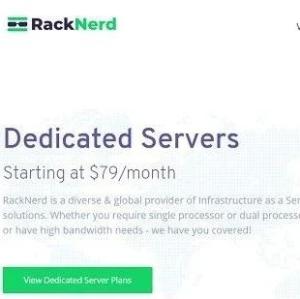 RackNerd
Dedicated Servers
Starting at $79/month
RackNerd is a diverse & global provider of Infrastructure as a Ser
solutions. Whether you require single processor or dual process
or have high bandwidth needs - we have you covered!
View Dedicated Server Plans